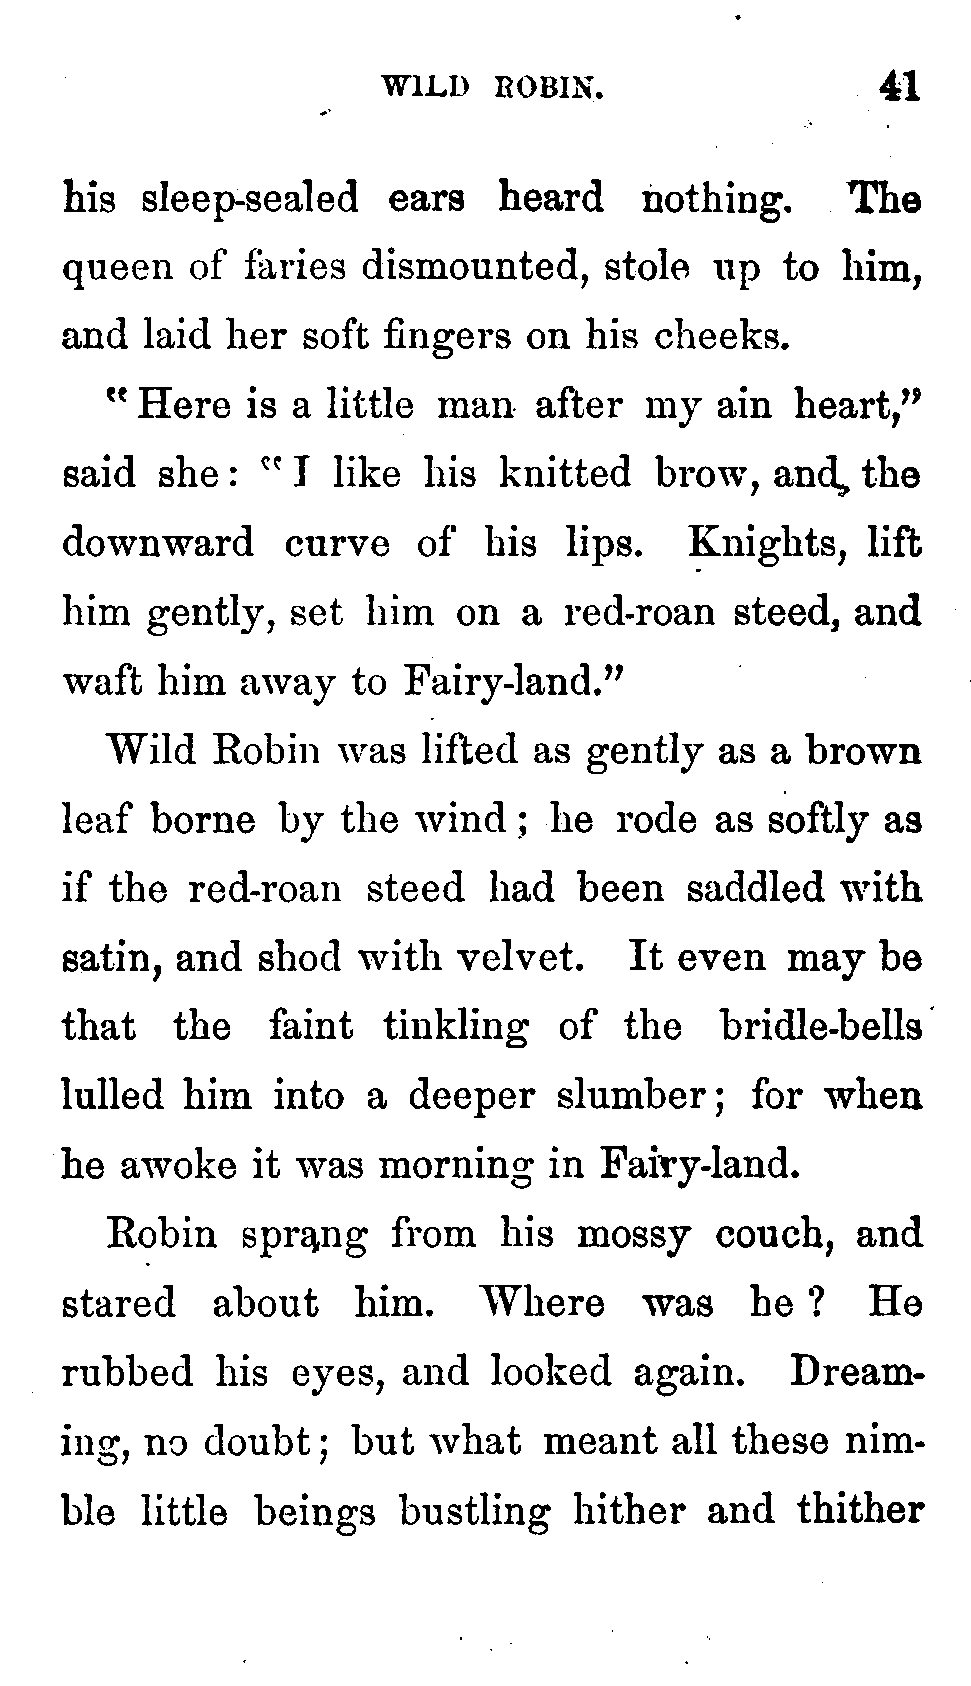 WILD ROBIN. 41
his sleep-sealed ears heard nothing. The
queen of faries dismounted, stole up to him,
and laid her soft fingers on his cheeks.
"Here is a little man after my ain heart,"
said she: "I like his knitted brow, and, the
downward curve of his lips. Knights, lift
him gently, set him on a red-roan steed, and
waft him away to Fairy-land."
Wild Robin was lifted as gently as a brown
leaf borne by the wind; he rode as softly as
if the red-roan steed had been saddled with
satin, and shod with velvet. It even may be
that the faint tinkling of the bridle-bells
lulled him into a deeper slumber; for when
he awoke it was morning in Fairy-land.
Robin sprang from his mossy couch, and
stared about him. Where was he? He
rubbed his eyes, and looked again. Dream-
ing, no doubt; but what meant all these nim-
ble little beings bustling hither and thither